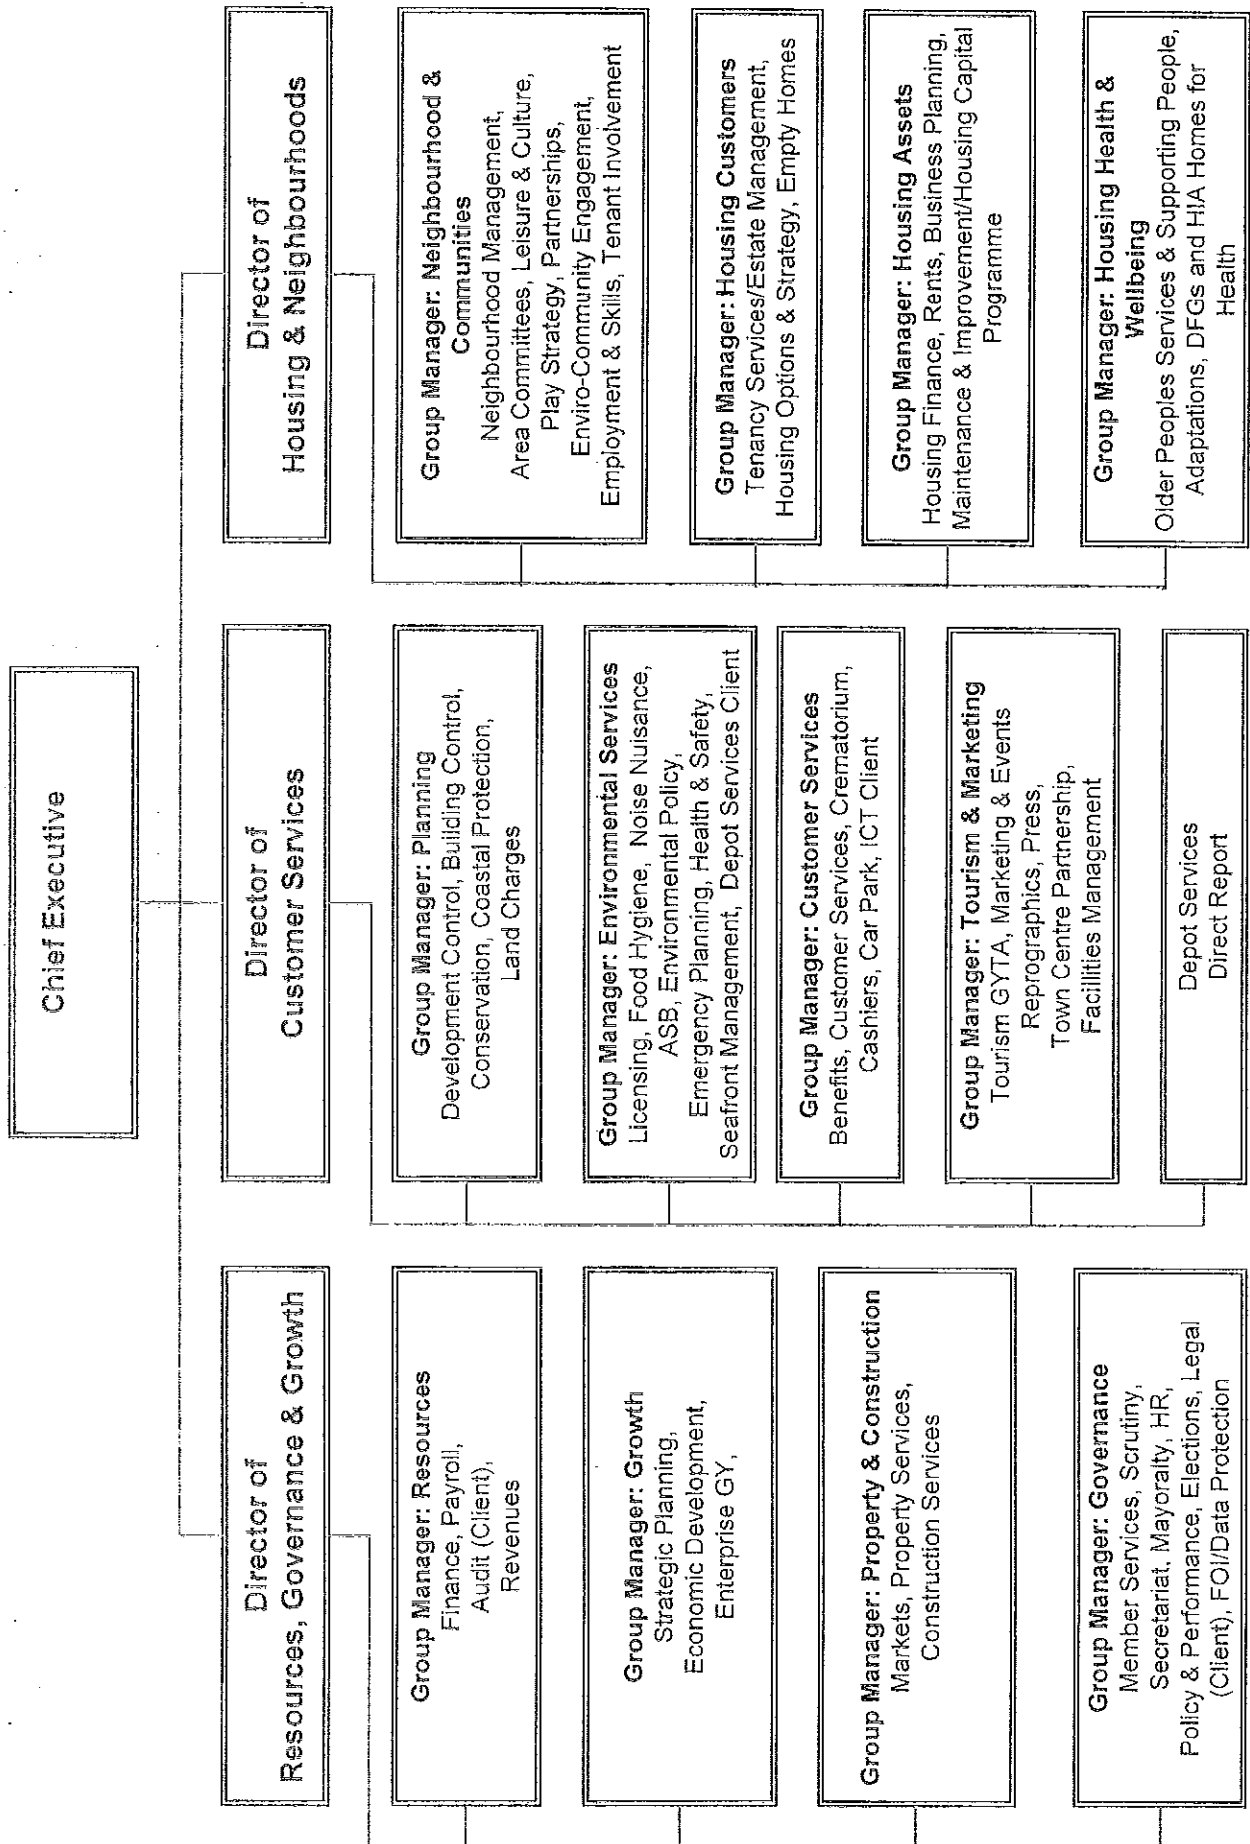 Chief Executive
Director of
Resources, Governance & Growth
Group Manager: Resources
Finance, Payroll,
Audit (Client),
Revenues
Group Manager: Growth
Strategic Planning,
Economic Development,
Enterprise GY,
Group Manager: Property & Construction
Markets, Property Services,
Construction Services
Group Manager: Governance
Member Services, Scrutiny,
Secretariat, Mayoralty, HR,
Policy & Performance, Elections, Legal
(Client), FOI/Data Protection
Director of
Customer Services
Group Manager: Planning
Development Control, Building Control,
Conservation, Coastal Protection,
Land Charges
Group Manager: Environmental Services
Licensing, Food Hygiene, Noise Nuisance,
ASB, Environmental Policy,
Emergency Planning, Health & Safety,
Seafront Management, Depot Services Client
Group Manager: Customer Services
Benefits, Customer Services, Crematorium,
Cashiers, Car Park, ICT Client
Group Manager: Tourism & Marketing
Tourism GYTA, Marketing & Events
Reprographics, Press,
Town Centre Partnership,
Facillities Management
Depot Services
Direct Report
Director of
Housing & Neighbourhoods
Group Manager: Neighbourhood &
Communities
Neighbourhood Management,
Area Committees, Leisure & Culture,
Play Strategy, Partnerships,
Enviro-Community Engagement,
Employment & Skills, Tenant Involvement
Group Manager: Housing Customers
Tenancy Services/Estate Management,
Housing Options & Strategy, Empty Homes
Group Manager: Housing Assets
Housing Finance, Rents, Business Planning,
Maintenance & Improvement/Housing Capital
Programme
Group Manager: Housing Health &
Wellbeing
Older Peoples Services & Supporting People,
Adaptations, DFGs and HIA Homes for
Health